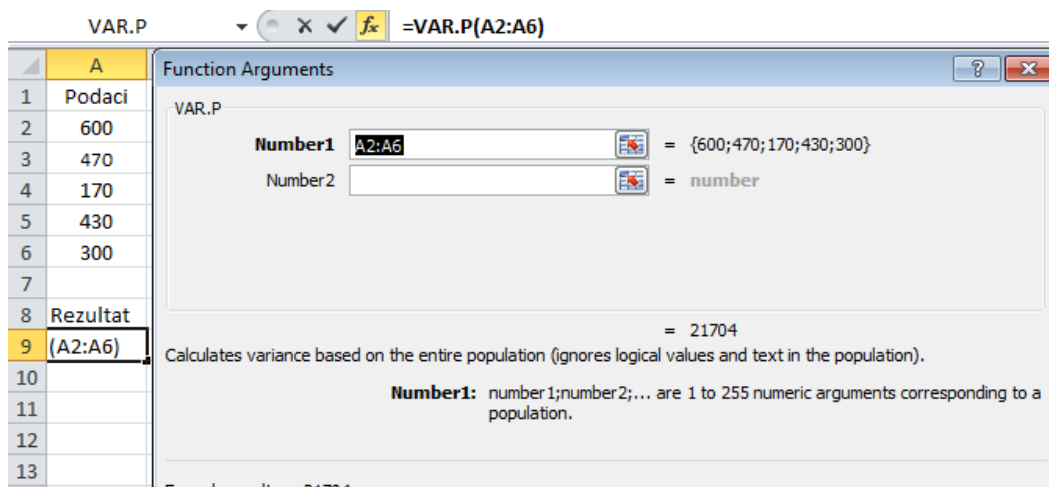 VAR.P fx =VAR.P(A2:A6)
A Function Arguments ?
1 Podaci VAR.P
2 600 Number1 A2:A6 = {600;470;170;430;300}
3 470 Number2 = number
4 170
5 430
6 300
7
8 Rezultat
= 21704
9 (A2:A6) Calculates variance based on the entire population (ignores logical values and text in the population).
10
Number1: number1;number2;... are 1 to 255 numeric arguments corresponding to a
11 population.
12
13